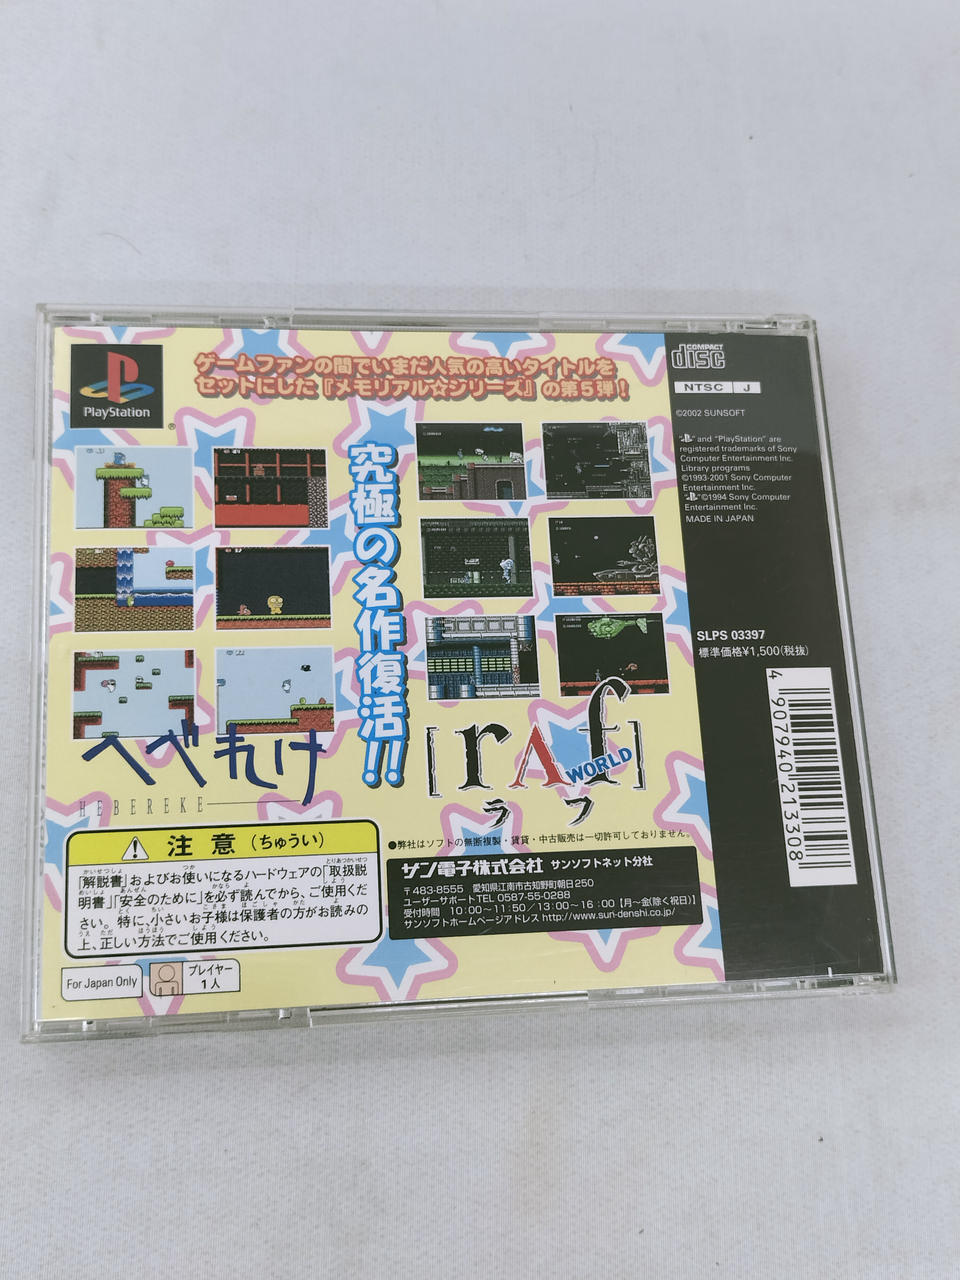 PlayStation
®
ゲームファンの間でいまだ人気の高いタイトルを
セットにした『メモリアル☆シリーズ』の第5弾！
究極の名作復活!!
へべれけ
HEBEREKE
[rAf]
WORLD
ラフ
注意(ちゅうい)
「解説書」およびお使いになるハードウェアの「取扱説
明書」「安全のために」を必ず読んでから、ご使用くだ
さい。特に、小さいお子様は保護者の方がお読みの
上、正しい方法でご使用ください。
For Japan Only
プレイヤー
1人
●弊社はソフトの無断複製・賃貸・中古販売は一切許可しておりません。
サン電子株式会社 サンソフトネット分社
〒483-8555 愛知県江南市古知野町朝日250
ユーザーサポートTEL 0587-55-0288
受付時間 10:00～11:50／13:00～16:00［月～金(除く祝日)］
サンソフトホームページアドレス http://www.sun-denshi.co.jp/
COMPACT
disc
NTSC J
©2002 SUNSOFT
" " and "PlayStation" are
registered trademarks of Sony
Computer Entertainment Inc.
Library programs
©1993-2001 Sony Computer
Entertainment Inc.
" "©1994 Sony Computer
Entertainment Inc.
MADE IN JAPAN
SLPS 03397
標準価格¥1,500(税抜)
4 907940 213308